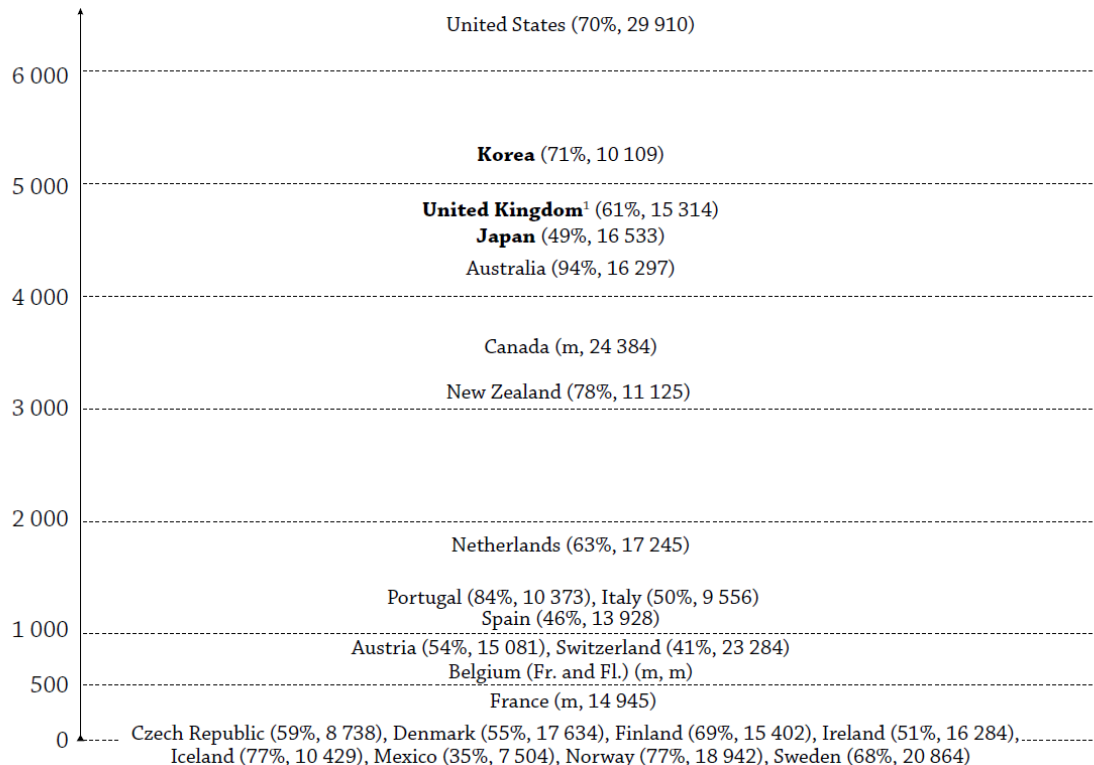 United States (70%, 29 910)
6 000
Korea (71%, 10 109)
5 000
United Kingdom¹ (61%, 15 314)
Japan (49%, 16 533)
Australia (94%, 16 297)
4 000
Canada (m, 24 384)
New Zealand (78%, 11 125)
3 000
2 000
Netherlands (63%, 17 245)
Portugal (84%, 10 373), Italy (50%, 9 556)
Spain (46%, 13 928)
1 000
Austria (54%, 15 081), Switzerland (41%, 23 284)
Belgium (Fr. and Fl.) (m, m)
500
France (m, 14 945)
Czech Republic (59%, 8 738), Denmark (55%, 17 634), Finland (69%, 15 402), Ireland (51%, 16 284),
0
Iceland (77%, 10 429), Mexico (35%, 7 504), Norway (77%, 18 942), Sweden (68%, 20 864)